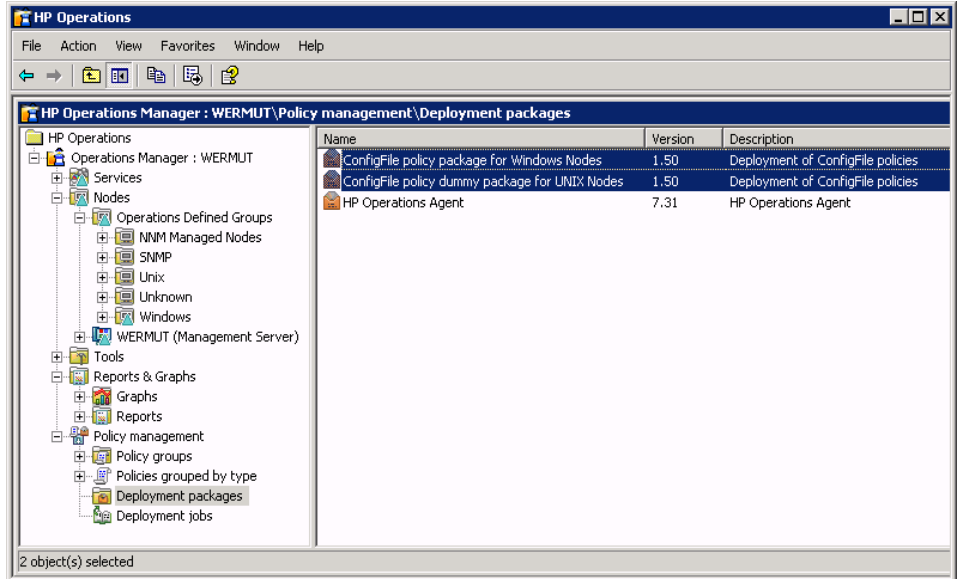 HP Operations
File Action View Favorites Window Help
HP Operations Manager : WERMUT\Policy management\Deployment packages
HP Operations
Operations Manager : WERMUT
Services
Nodes
Operations Defined Groups
NNM Managed Nodes
SNMP
Unix
Unknown
Windows
WERMUT (Management Server)
Tools
Reports & Graphs
Graphs
Reports
Policy management
Policy groups
Policies grouped by type
Deployment packages
Deployment jobs
Name Version Description
ConfigFile policy package for Windows Nodes 1.50 Deployment of ConfigFile policies
ConfigFile policy dummy package for UNIX Nodes 1.50 Deployment of ConfigFile policies
HP Operations Agent 7.31 HP Operations Agent
2 object(s) selected